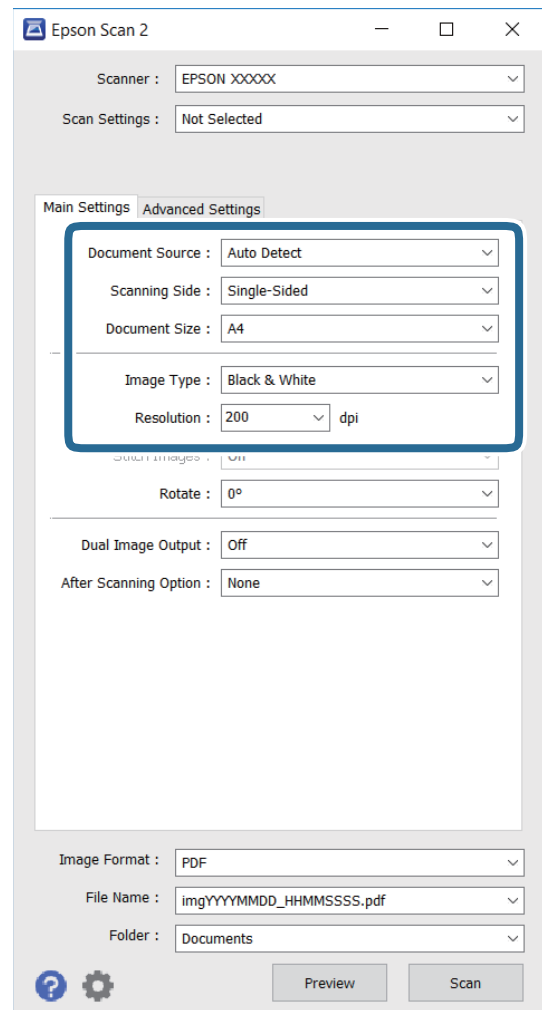 Epson Scan 2
Scanner : EPSON XXXXX
Scan Settings : Not Selected
Main Settings Advanced Settings
Document Source : Auto Detect
Scanning Side : Single-Sided
Document Size : A4
Image Type : Black & White
Resolution : 200 dpi
Stitch Images :
Rotate : 0°
Dual Image Output : Off
After Scanning Option : None
Image Format : PDF
File Name : imgYYYYMMDD_HHMMSSSS.pdf
Folder : Documents
? Preview Scan